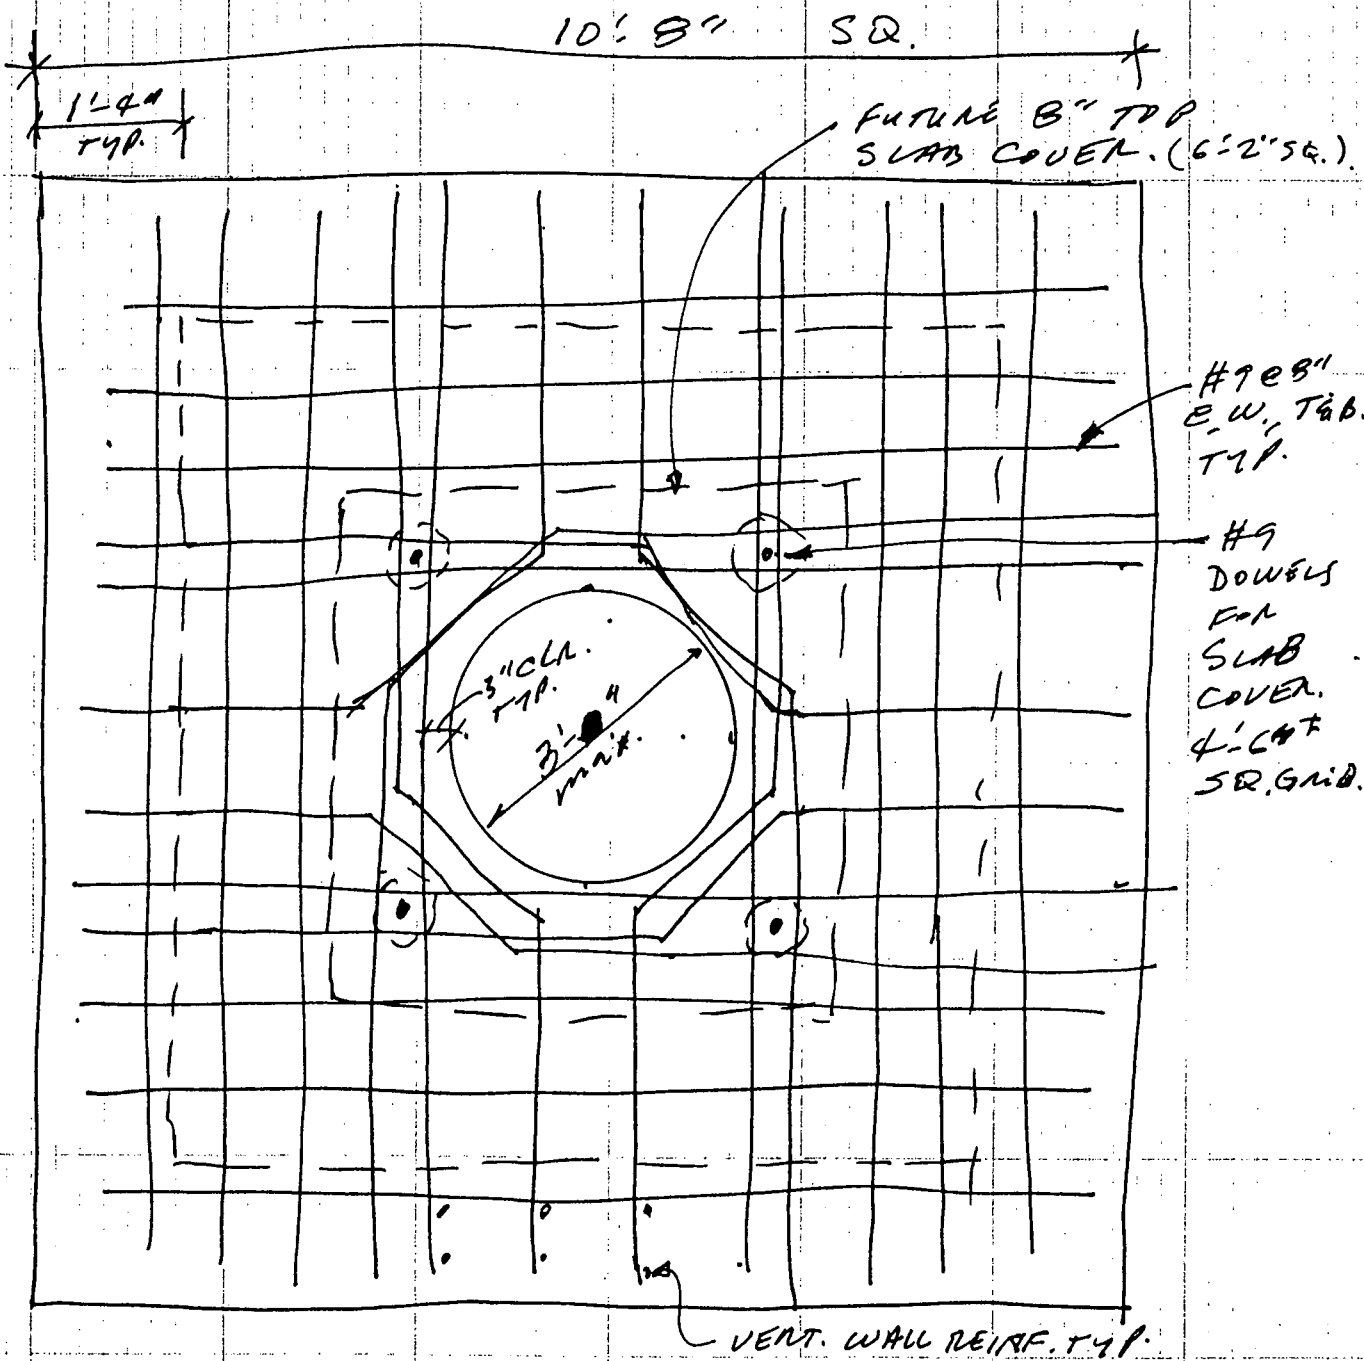 10'-8" SQ.
1'-4"
TYP.
FUTURE 8" TOP
SLAB COVER. (6'-2" SQ.)
#9 @ 8"
E.W., T&B.
TYP.
#9
DOWELS
FOR
SLAB
COVER.
4'-6"±
SQ. GRID.
3" CLR.
TYP.
3'- "
max.
VERT. WALL REINF. TYP.